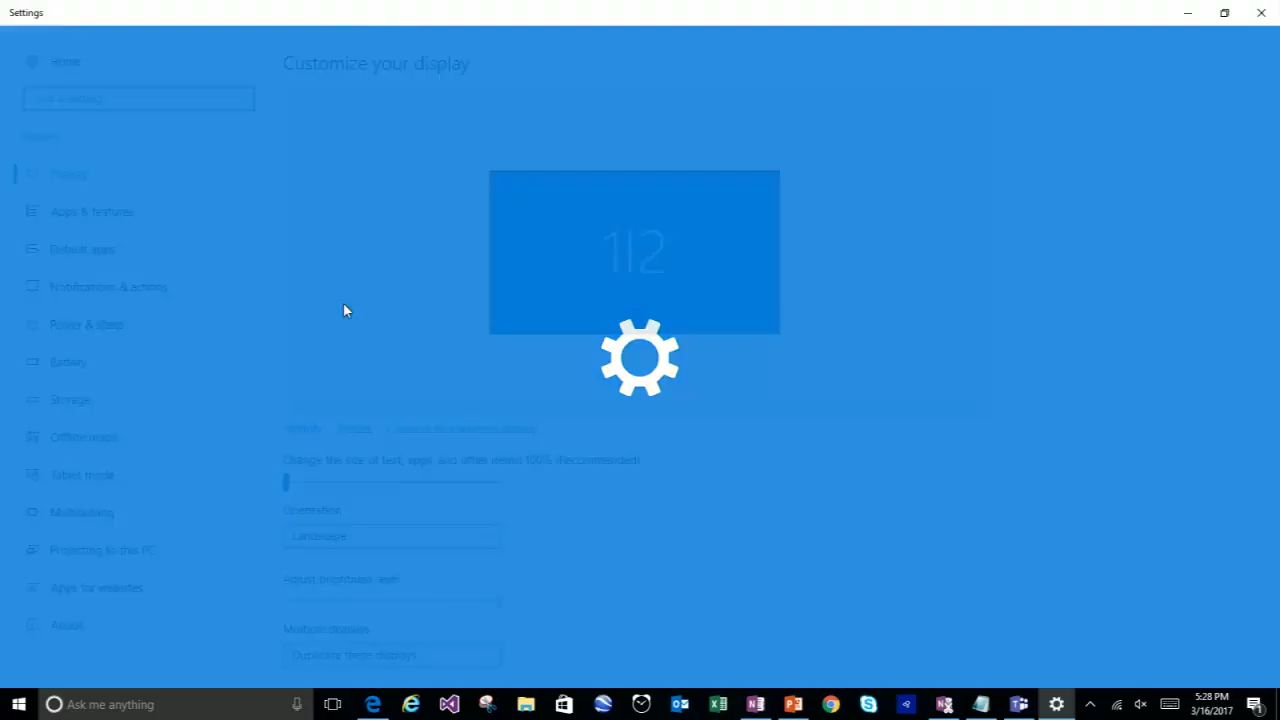 Settings
Home
Customize your display
Display
Apps & features
Default apps
Notifications & actions
Power & sleep
Battery
Storage
Offline maps
Tablet mode
Multitasking
Projecting to this PC
Apps for websites
About
1|2
Identify
Change the size of text, apps, and other items: 100% (Recommended)
Orientation
Landscape
Adjust brightness level
Multiple displays
Duplicate these displays
Ask me anything
5:28 PM
3/16/2017